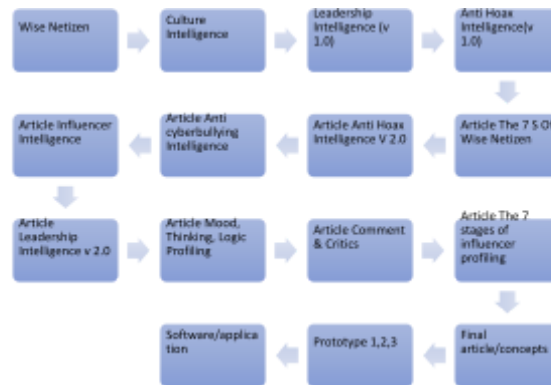 Wise Netizen
Culture
Intelligence
Leadership
Intelligence (v
1.0)
Anti Hoax
Intelligence(v
1.0)
Article The 7 S Of
Wise Netizen
Article Anti Hoax
Intelligence V 2.0
Article Anti
cyberbullying
Intelligence
Article Influencer
Intelligence
Article
Leadership
Intelligence v 2.0
Article Mood,
Thinking, Logic
Profiling
Article Comment
& Critics
Article The 7
stages of
influencer
profiling
Final
article/concepts
Prototype 1,2,3
Software/applica
tion